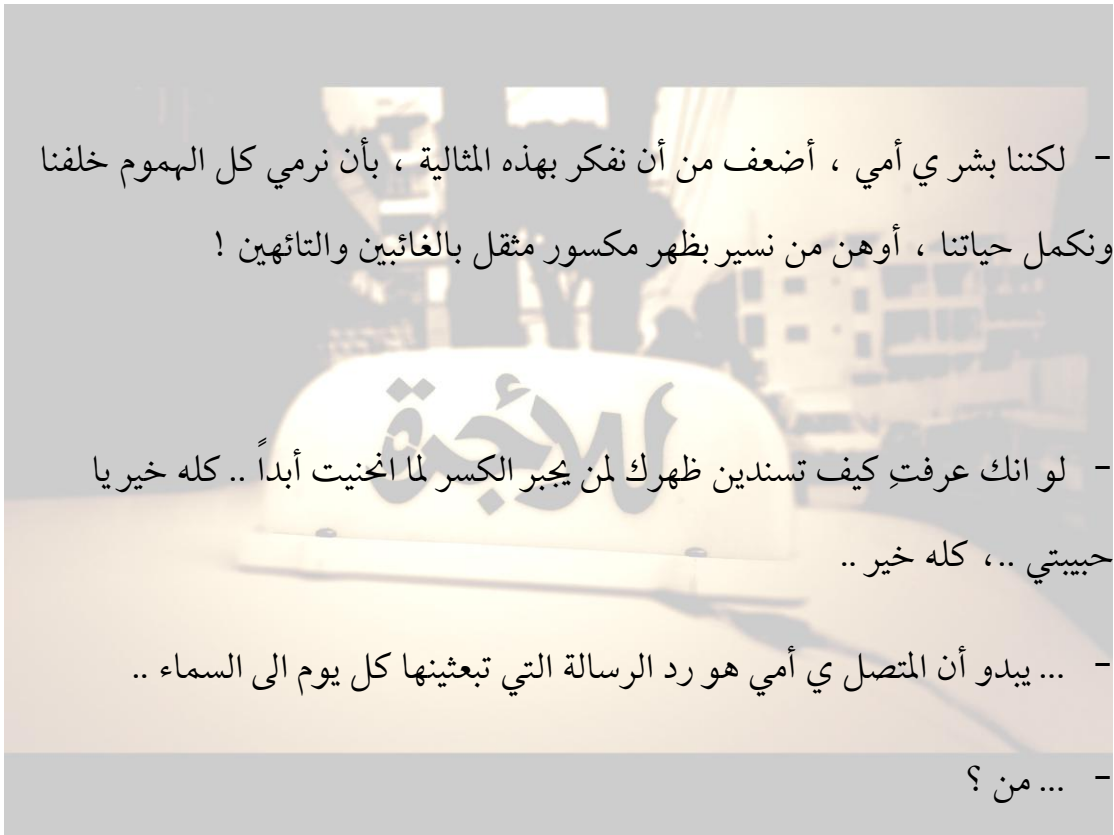 - لكننا بشر ي أمي ، أضعف من أن نفكر بهذه المثالية ، بأن نرمي كل الهموم خلفنا
ونكمل حياتنا ، أوهن من نسير بظهر مكسور مثقل بالغائبين والتائهين !
للأجرة
- لو انك عرفتِ كيف تسندين ظهرك لمن يجبر الكسر لما انحنيت أبداً .. كله خير يا
حبيبتي ..، كله خير ..
- ... يبدو أن المتصل ي أمي هو رد الرسالة التي تبعثينها كل يوم الى السماء ..
- ... من ؟